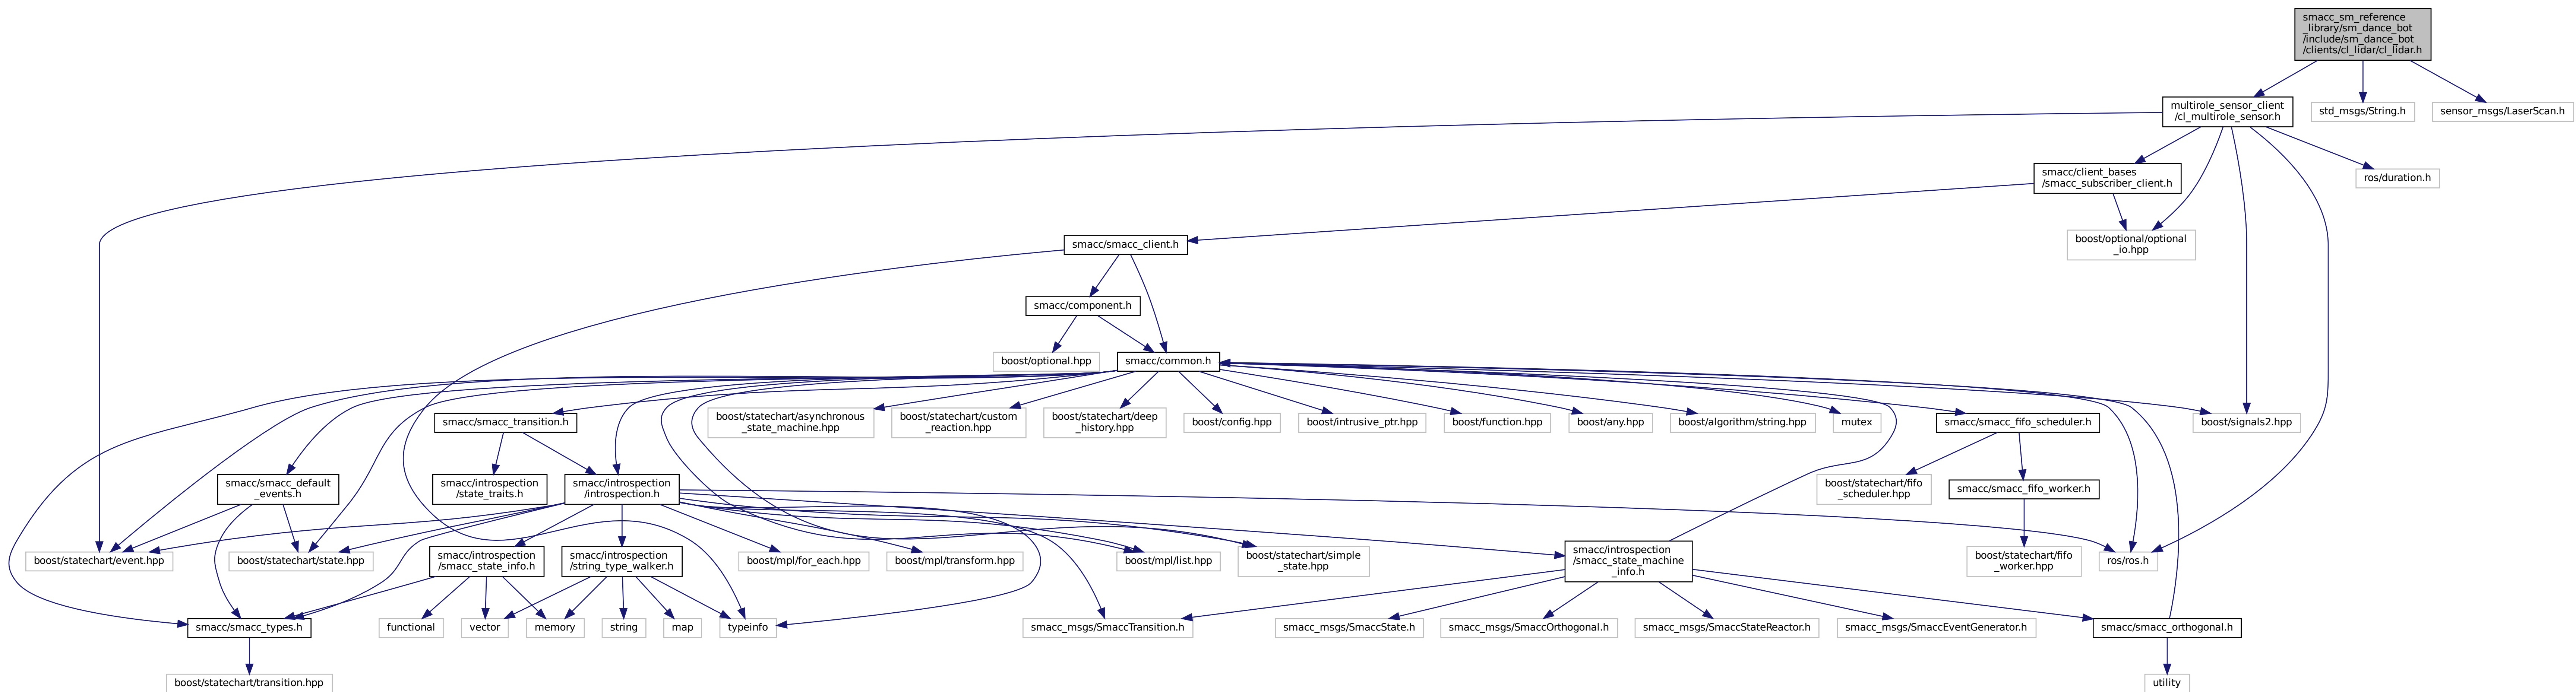 smacc_sm_reference
_library/sm_dance_bot
/include/sm_dance_bot
/clients/cl_lidar/cl_lidar.h
multirole_sensor_client
/cl_multirole_sensor.h
std_msgs/String.h
sensor_msgs/LaserScan.h
smacc/client_bases
/smacc_subscriber_client.h
ros/duration.h
smacc/smacc_client.h
boost/optional/optional
_io.hpp
smacc/component.h
boost/optional.hpp
smacc/common.h
smacc/smacc_transition.h
boost/statechart/asynchronous
_state_machine.hpp
boost/statechart/custom
_reaction.hpp
boost/statechart/deep
_history.hpp
boost/config.hpp
boost/intrusive_ptr.hpp
boost/function.hpp
boost/any.hpp
boost/algorithm/string.hpp
mutex
smacc/smacc_fifo_scheduler.h
boost/signals2.hpp
smacc/smacc_default
_events.h
smacc/introspection
/state_traits.h
smacc/introspection
/introspection.h
boost/statechart/fifo
_scheduler.hpp
smacc/smacc_fifo_worker.h
boost/statechart/event.hpp
boost/statechart/state.hpp
smacc/introspection
/smacc_state_info.h
smacc/introspection
/string_type_walker.h
boost/mpl/for_each.hpp
boost/mpl/transform.hpp
boost/mpl/list.hpp
boost/statechart/simple
_state.hpp
smacc/introspection
/smacc_state_machine
_info.h
boost/statechart/fifo
_worker.hpp
ros/ros.h
smacc/smacc_types.h
functional
vector
memory
string
map
typeinfo
smacc_msgs/SmaccTransition.h
smacc_msgs/SmaccState.h
smacc_msgs/SmaccOrthogonal.h
smacc_msgs/SmaccStateReactor.h
smacc_msgs/SmaccEventGenerator.h
smacc/smacc_orthogonal.h
boost/statechart/transition.hpp
utility